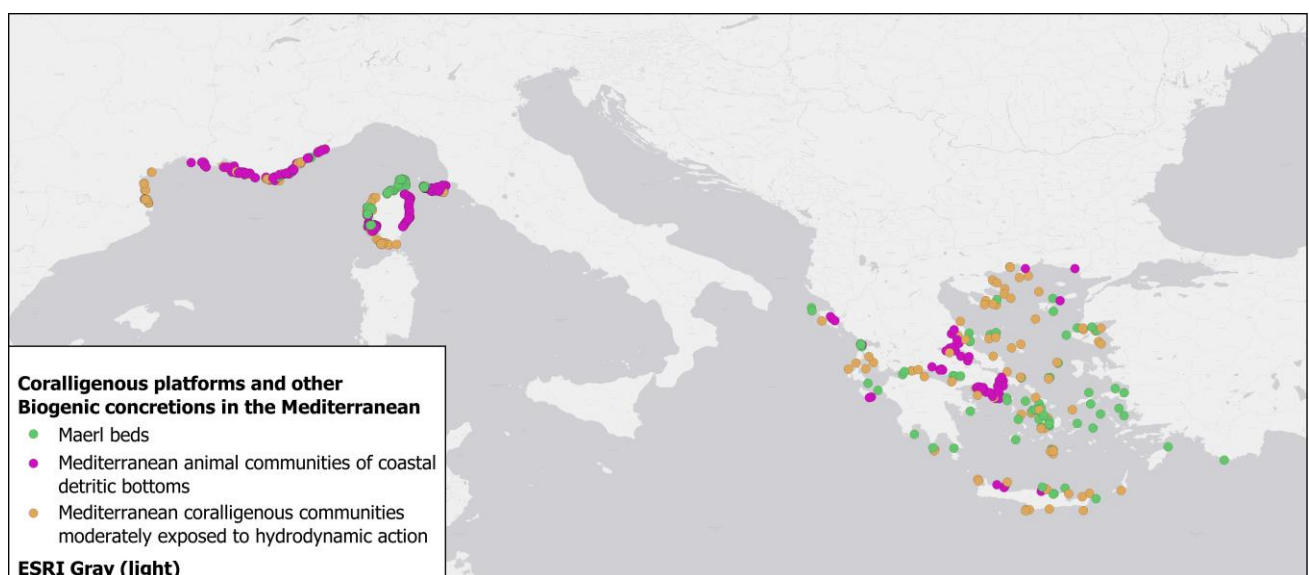 Coralligenous platforms and other
Biogenic concretions in the Mediterranean
Maerl beds
Mediterranean animal communities of coastal
detritic bottoms
Mediterranean coralligenous communities
moderately exposed to hydrodynamic action
ESRI Gray (light)